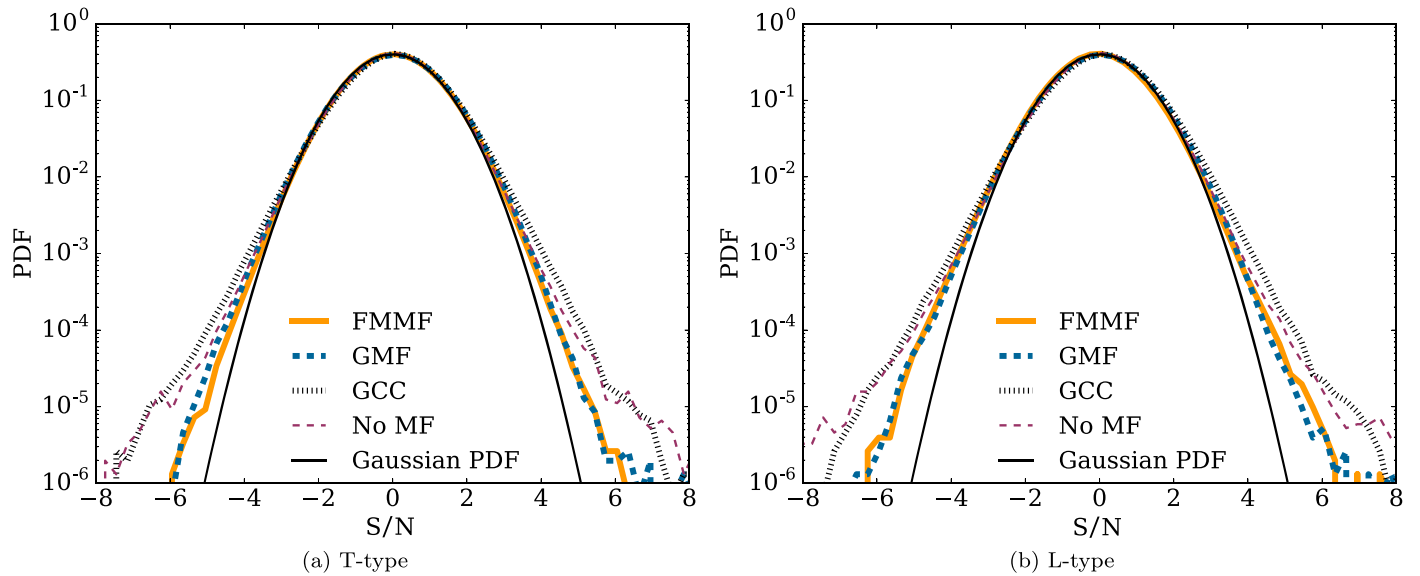 10^0
10^-1
10^-2
10^-3
10^-4
10^-5
10^-6
PDF
FMMF
GMF
GCC
No MF
Gaussian PDF
−8 −6 −4 −2 0 2 4 6 8
S/N
(a) T-type
10^0
10^-1
10^-2
10^-3
10^-4
10^-5
10^-6
PDF
FMMF
GMF
GCC
No MF
Gaussian PDF
−8 −6 −4 −2 0 2 4 6 8
S/N
(b) L-type